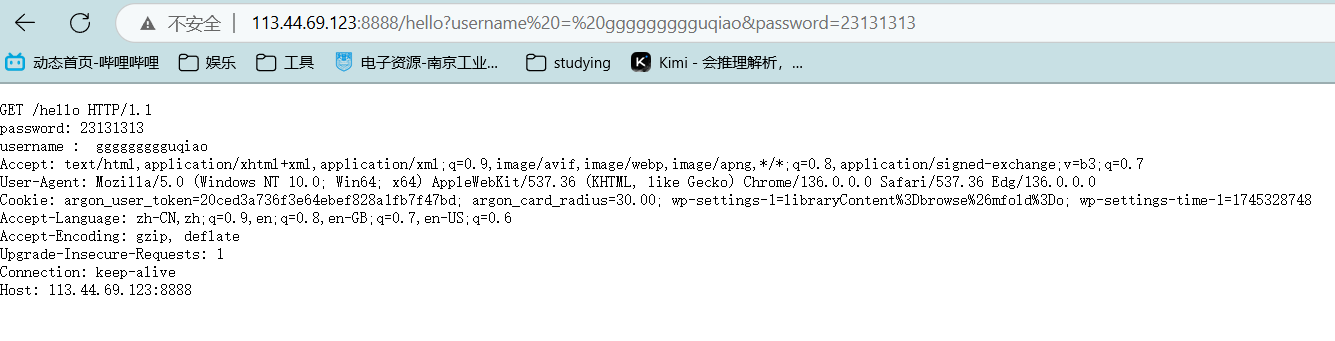 不安全 113.44.69.123:8888/hello?username%20=%20ggggggggguqiao&password=23131313
动态首页-哔哩哔哩 娱乐 工具 电子资源-南京工业... studying Kimi - 会推理解析，...
GET /hello HTTP/1.1
password: 23131313
username :  ggggggggguqiao
Accept: text/html,application/xhtml+xml,application/xml;q=0.9,image/avif,image/webp,image/apng,*/*;q=0.8,application/signed-exchange;v=b3;q=0.7
User-Agent: Mozilla/5.0 (Windows NT 10.0; Win64; x64) AppleWebKit/537.36 (KHTML, like Gecko) Chrome/136.0.0.0 Safari/537.36 Edg/136.0.0.0
Cookie: argon_user_token=20ced3a736f3e64ebef828a1fb7f47bd; argon_card_radius=30.00; wp-settings-1=libraryContent%3Dbrowse%26mfold%3Do; wp-settings-time-1=1745328748
Accept-Language: zh-CN,zh;q=0.9,en;q=0.8,en-GB;q=0.7,en-US;q=0.6
Accept-Encoding: gzip, deflate
Upgrade-Insecure-Requests: 1
Connection: keep-alive
Host: 113.44.69.123:8888